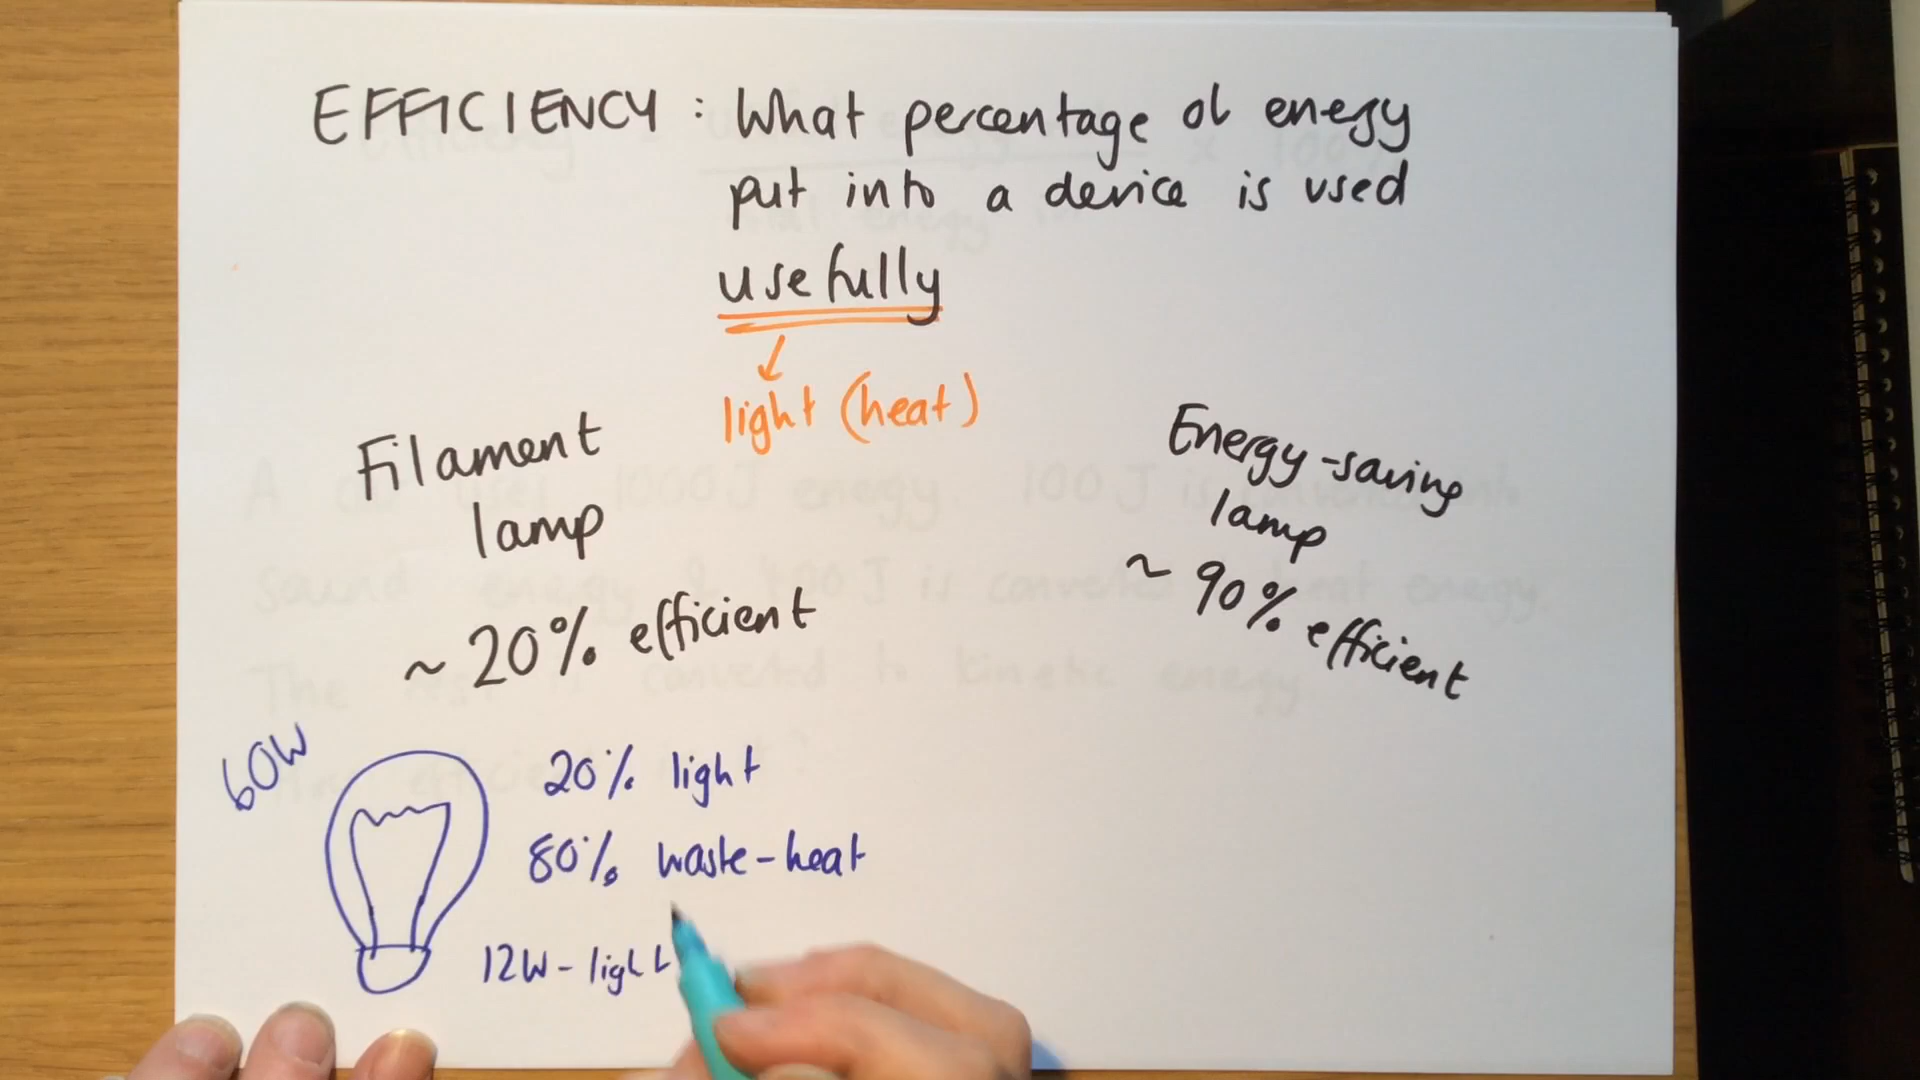 EFFICIENCY: What percentage of energy
put into a device is used
usefully
light (heat)
Filament
lamp
~ 20% efficient
Energy-saving
lamp
~ 90% efficient
60W
20% light
80% waste-heat
12W - light